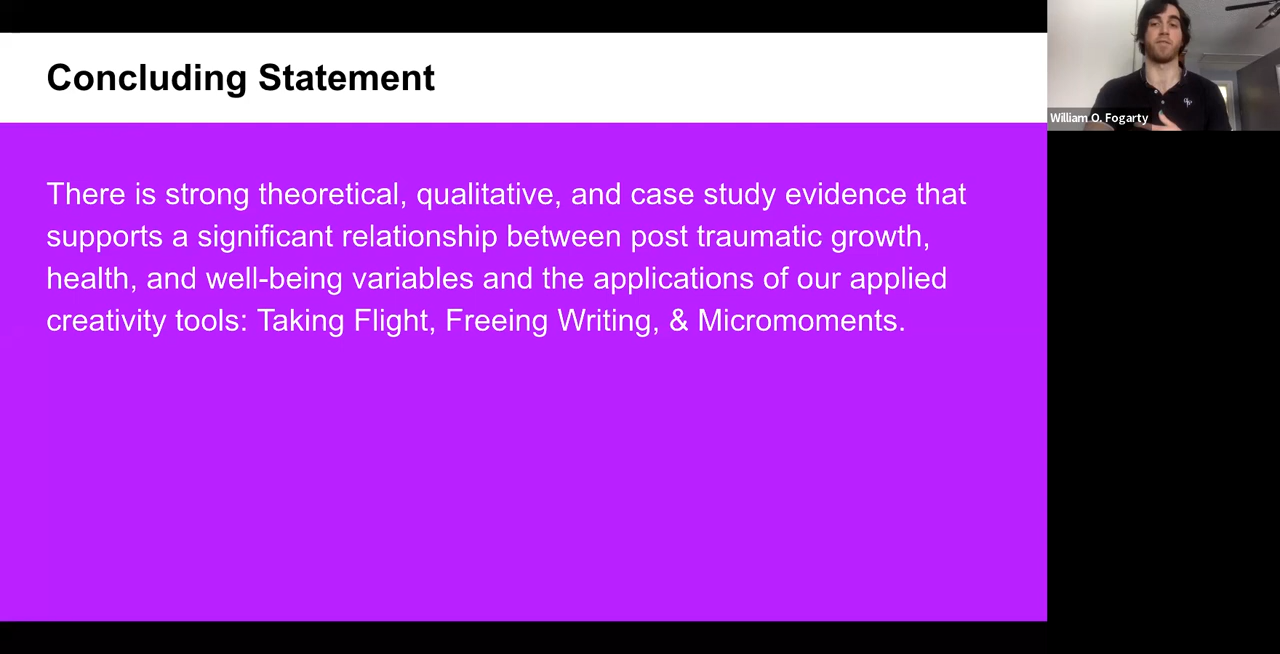 Concluding Statement
There is strong theoretical, qualitative, and case study evidence that
supports a significant relationship between post traumatic growth,
health, and well-being variables and the applications of our applied
creativity tools: Taking Flight, Freeing Writing, & Micromoments.
William O. Fogarty